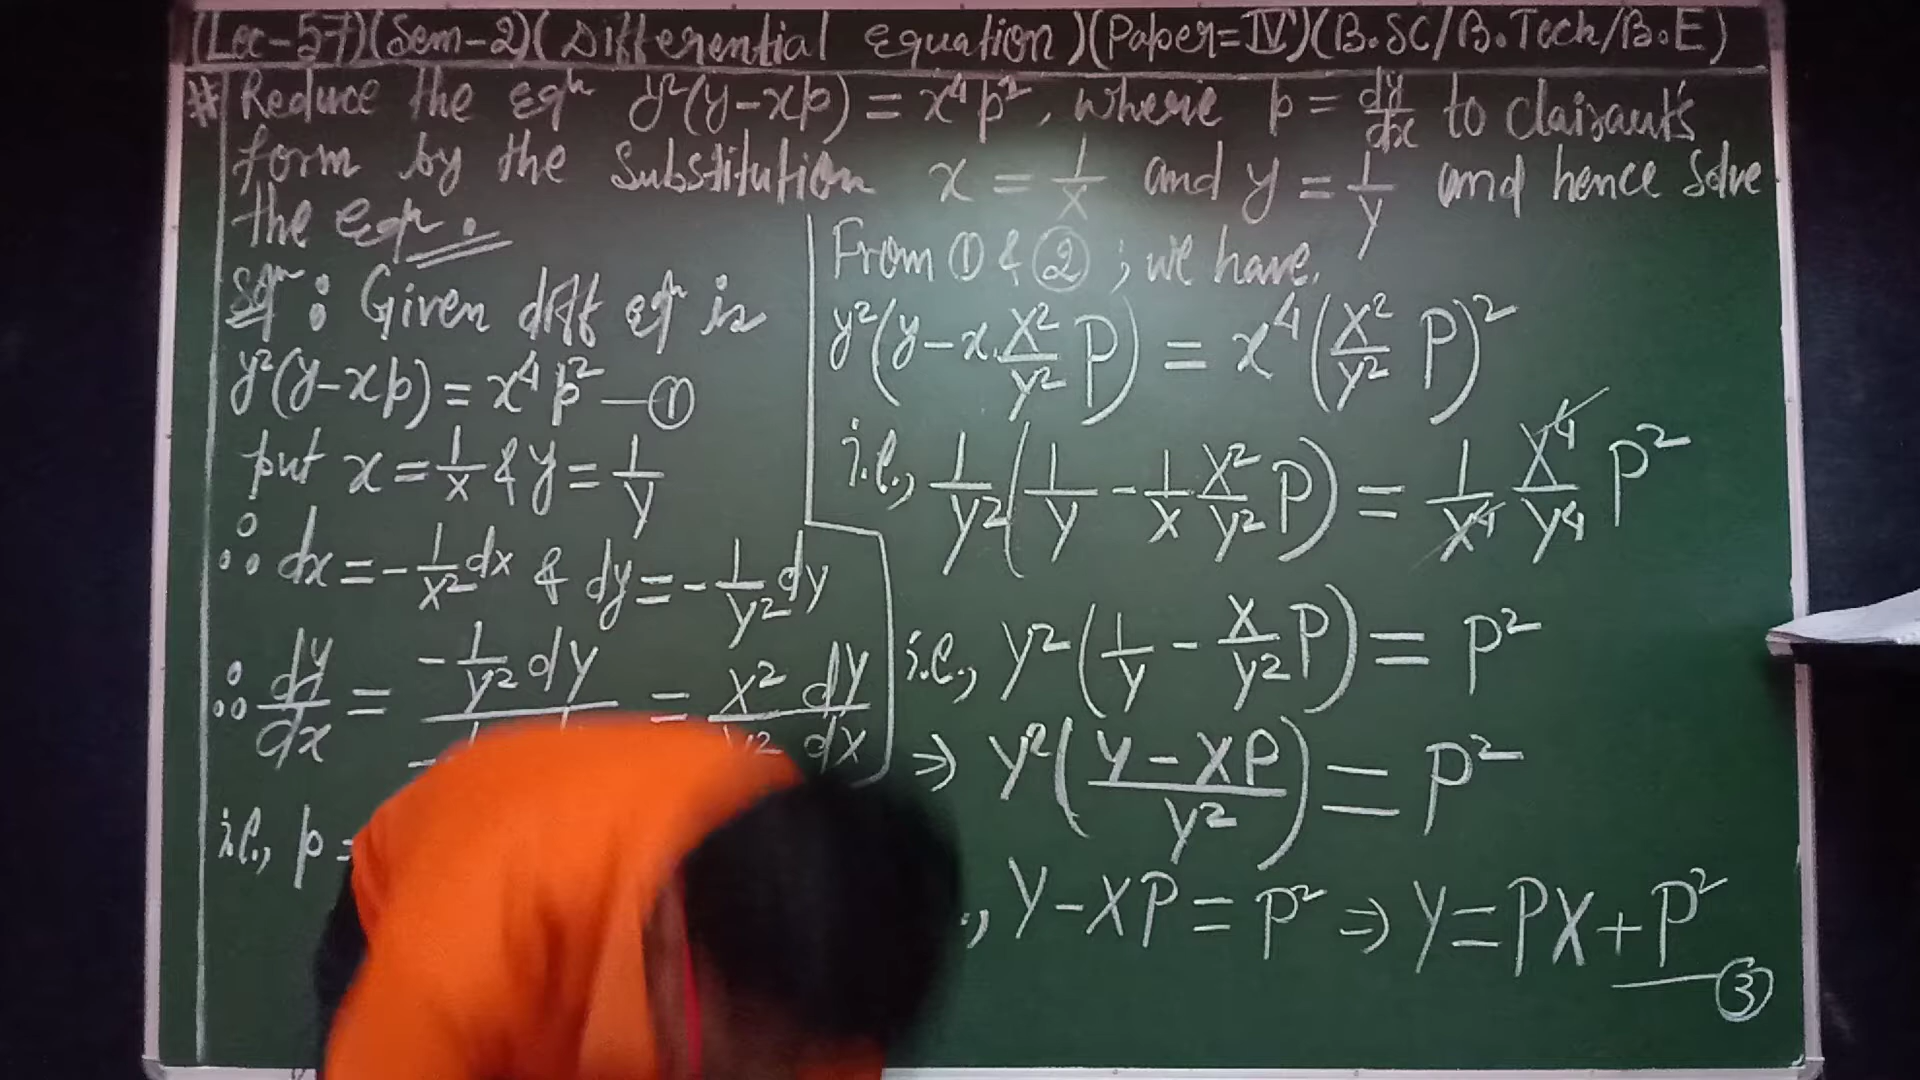 (Lec-57)(Sem-2)(Differential equation)(Paper=IV)(B.SC/B.Tech/B.E)
# Reduce the eqⁿ y²(y-xp) = x⁴p², where p = dy/dx to clairaut's
form by the substitution x = 1/X and y = 1/Y and hence solve
the eqⁿ.
Solⁿ: Given diff eqⁿ is
y²(y-xp) = x⁴p² —①
put x = 1/X & y = 1/Y
∴ dx = -1/X² dX & dy = -1/Y² dY
∴ dy/dx = -1/Y² dY = X²/Y² dY/dX
i.e., p =
From ① & ② ; we have,
y²(y-x.X²/Y² P) = x⁴(X²/Y² P)²
i.e., 1/Y²(1/Y - 1/X X²/Y² P) = 1/X⁴ X⁴/Y⁴ P²
i.e., Y²(1/Y - X/Y² P) = P²
⇒ Y²((Y-XP)/Y²) = P²
., Y-XP = P² ⇒ Y = PX+P²
—③